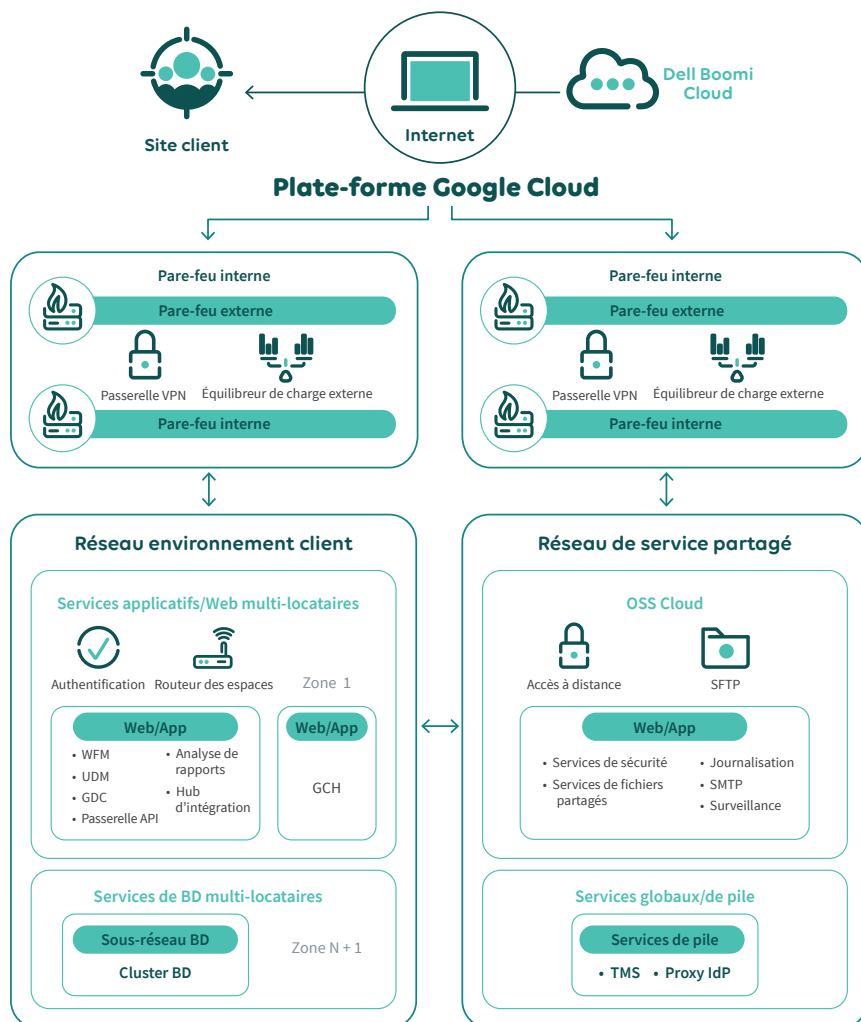 Dell Boomi
Cloud
Internet
Site client
Plate-forme Google Cloud
Pare-feu interne
Pare-feu externe
Passerelle VPN
Équilibreur de charge externe
Pare-feu interne
Pare-feu interne
Pare-feu externe
Passerelle VPN
Équilibreur de charge externe
Pare-feu interne
Réseau environnement client
Services applicatifs/Web multi-locataires
Authentification
Routeur des espaces
Zone 1
Web/App
• WFM
• UDM
• GDC
• Passerelle API
• Analyse de
rapports
• Hub
d'intégration
Web/App
GCH
Services de BD multi-locataires
Sous-réseau BD
Cluster BD
Zone N + 1
Réseau de service partagé
OSS Cloud
Accès à distance
SFTP
Web/App
• Services de sécurité
• Services de fichiers
partagés
• Journalisation
• SMTP
• Surveillance
Services globaux/de pile
Services de pile
• TMS • Proxy IdP